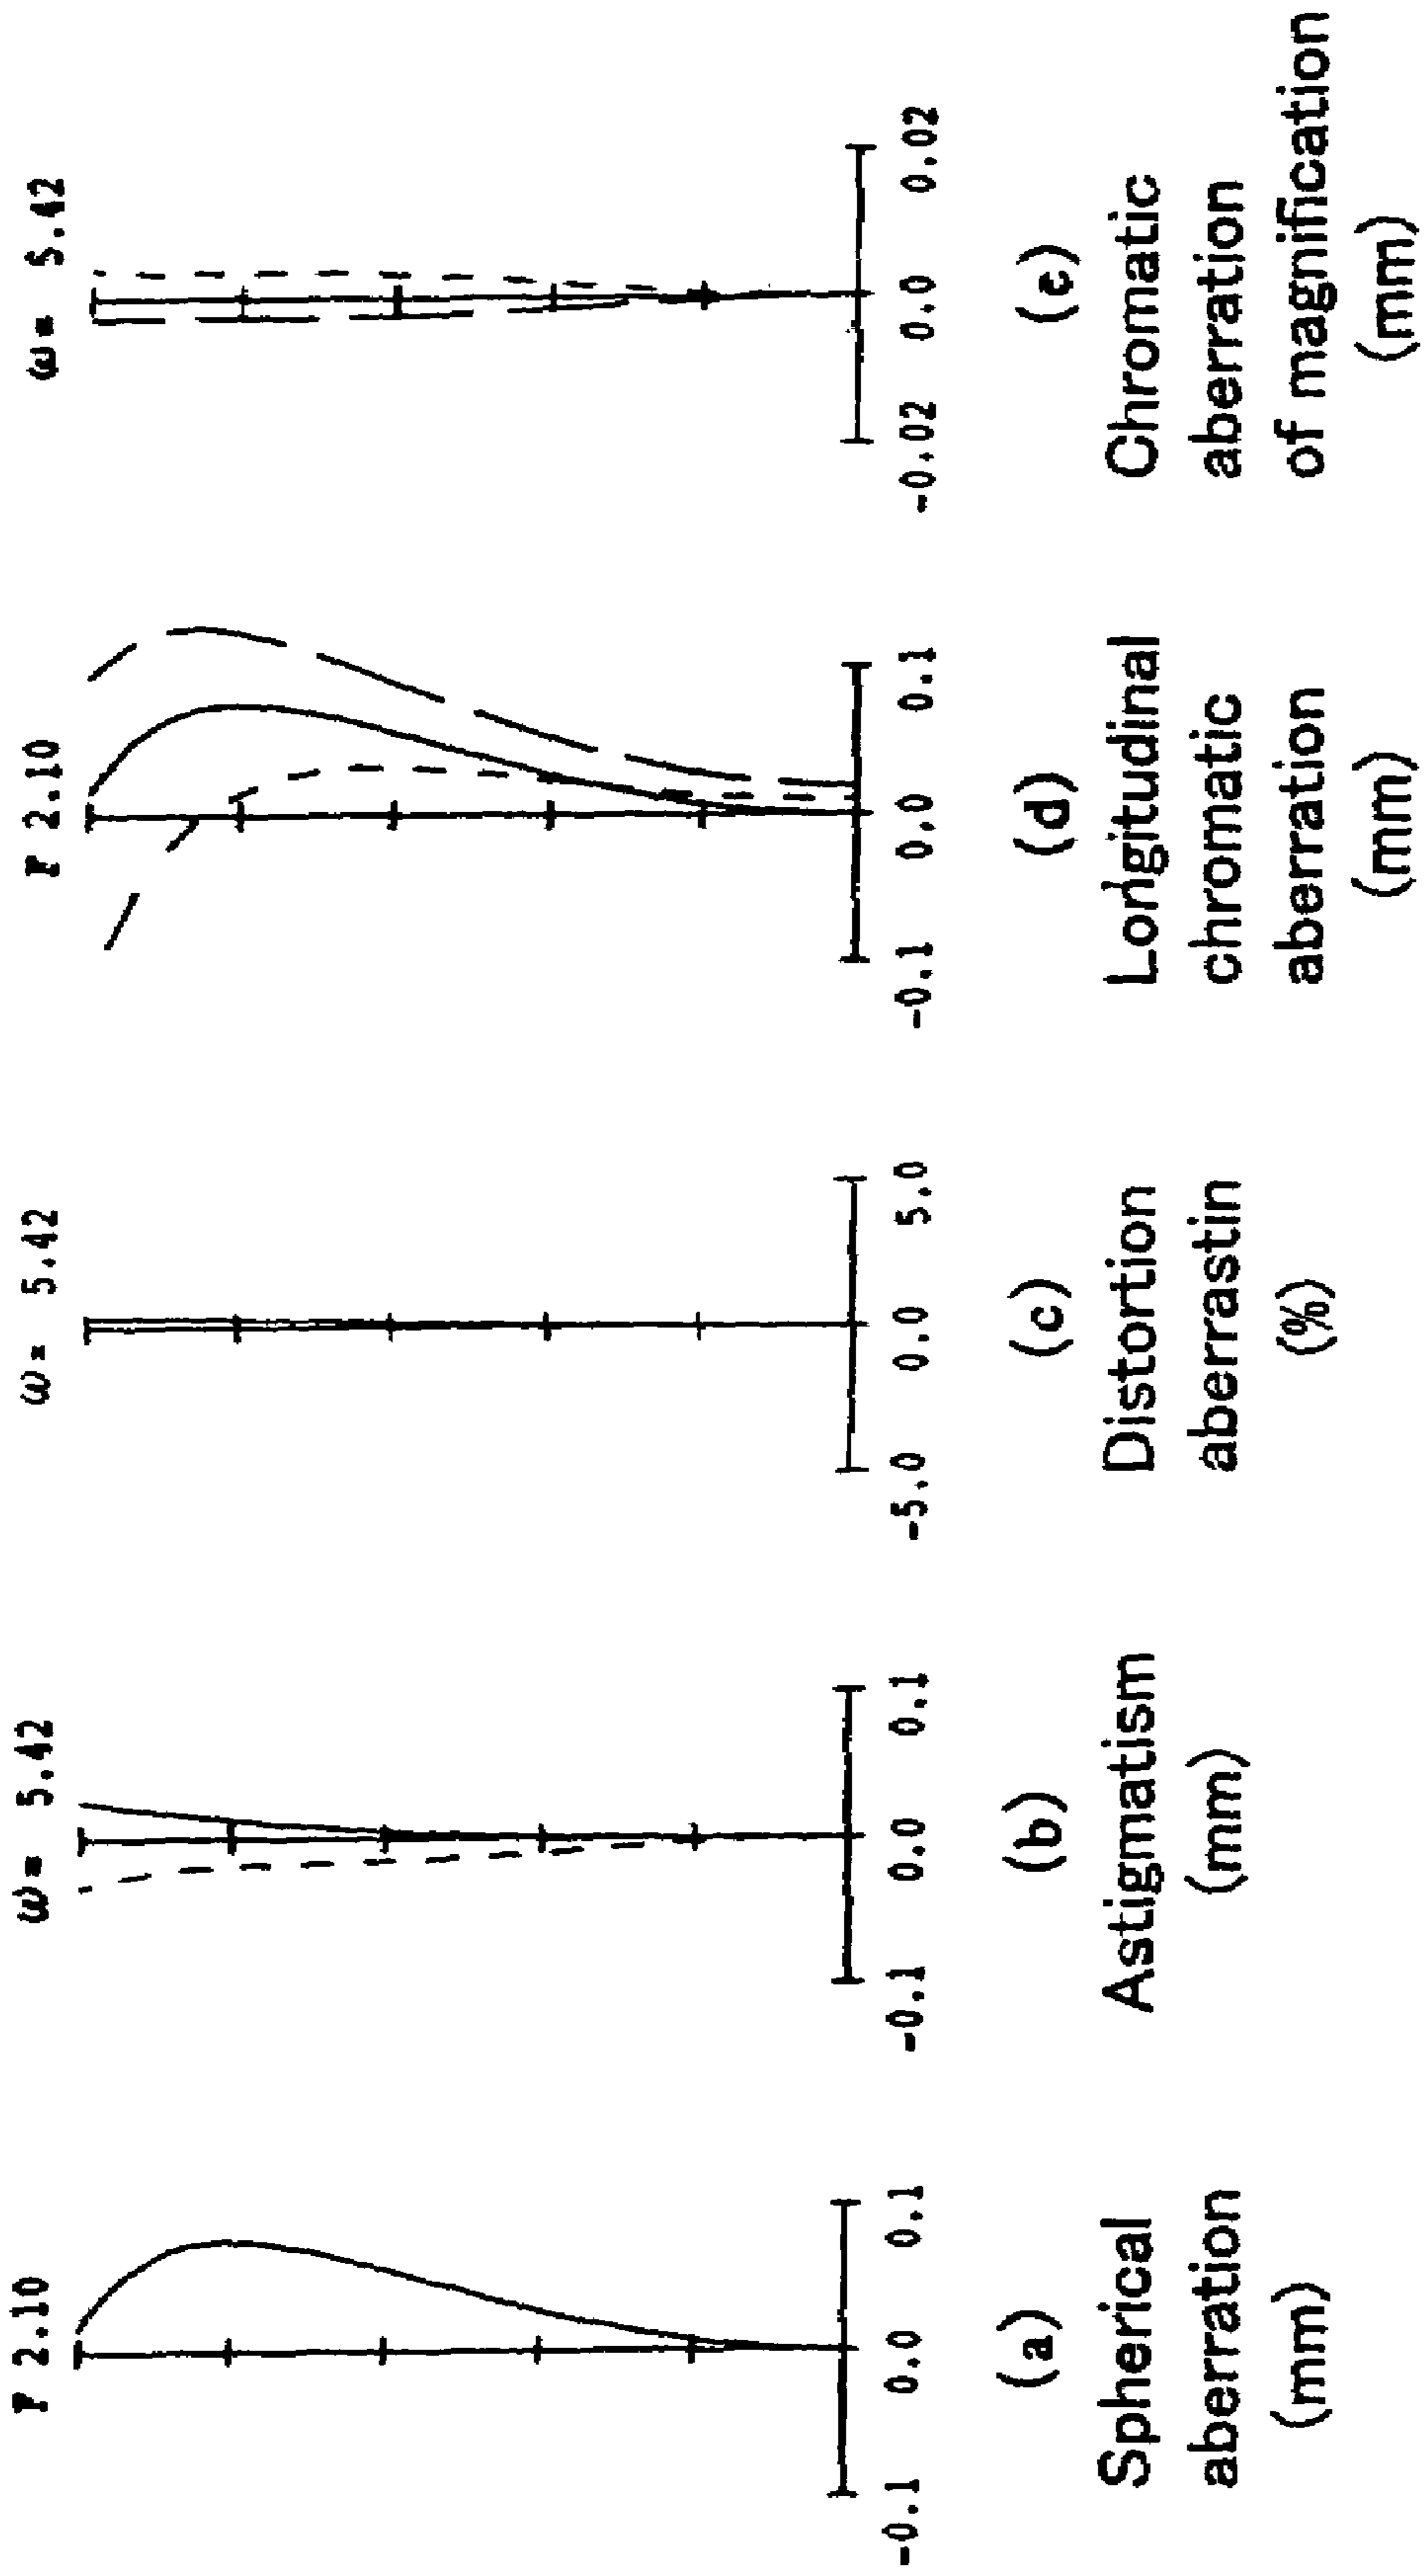 F 2.10
-0.1 0.0 0.1
(a)
Spherical
aberration
(mm)
ω= 5.42
-0.1 0.0 0.1
(b)
Astigmatism
(mm)
ω= 5.42
-5.0 0.0 5.0
(c)
Distortion
aberrastin
(%)
F 2.10
-0.1 0.0 0.1
(d)
Longitudinal
chromatic
aberration
(mm)
ω= 5.42
-0.02 0.0 0.02
(e)
Chromatic
aberration
of magnification
(mm)